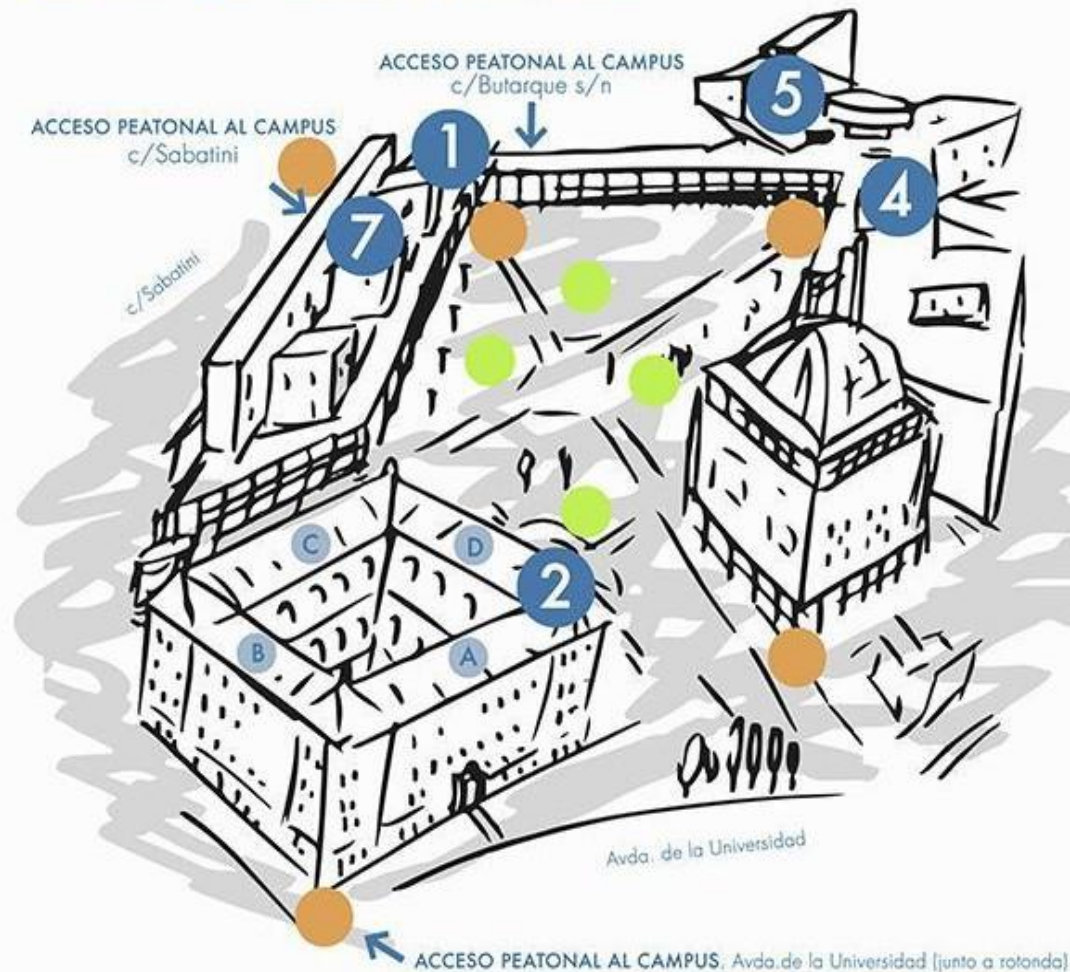 ACCESO PEATONAL AL CAMPUS
c/Butarque s/n
5
ACCESO PEATONAL AL CAMPUS
c/Sabatini
1
4
7
c/Sabatini
C
D
2
B
A
Avda. de la Universidad
ACCESO PEATONAL AL CAMPUS, Avda.de la Universidad (junto a rotonda)